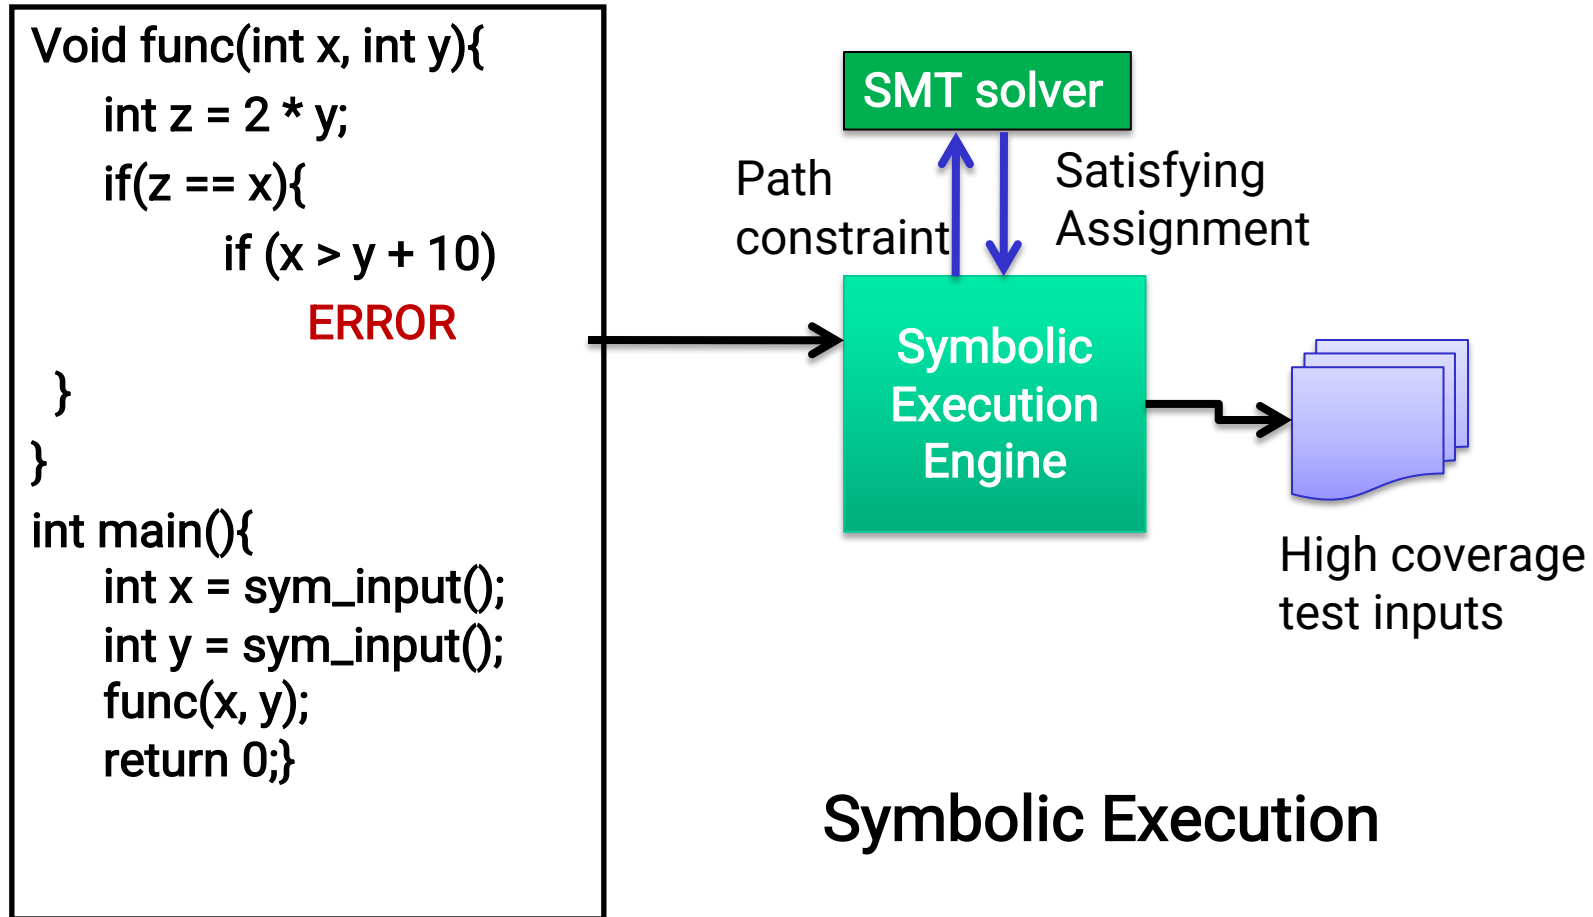 Void func(int x, int y){
int z = 2 * y;
if(z == x){
if (x > y + 10)
ERROR
}
}
int main(){
int x = sym_input();
int y = sym_input();
func(x, y);
return 0;}
SMT solver
Path
constraint
Satisfying
Assignment
Symbolic
Execution
Engine
High coverage
test inputs
Symbolic Execution